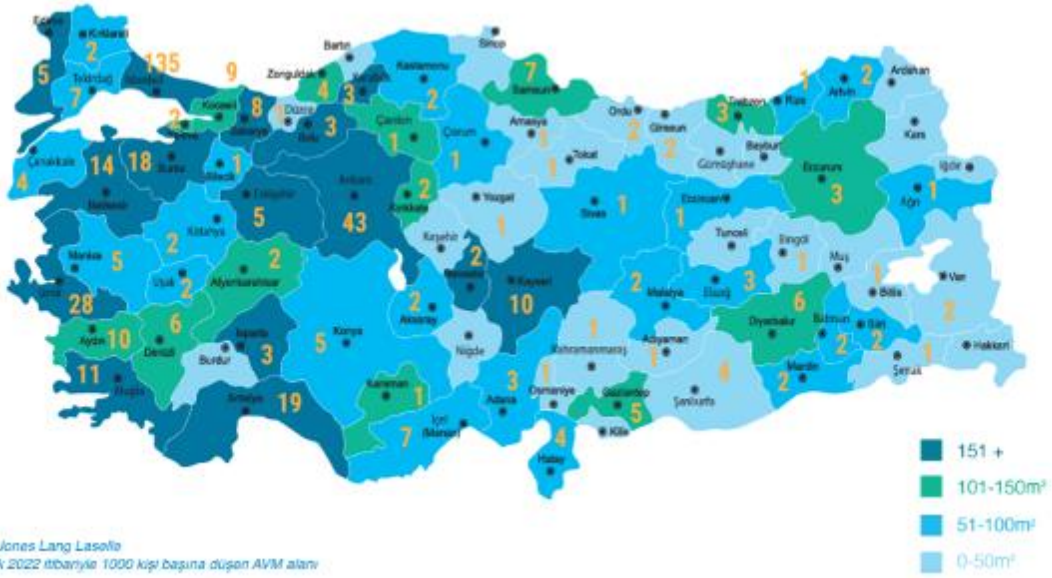 Edirne
Kırklareli
2
5
Tekirdağ
7
135
İstanbul
9
Kocaeli
2
8
Sakarya
Düzce
1
Bolu
3
Zonguldak
4
Bartın
Karabük
3
Kastamonu
2
Sinop
Samsun
7
Çankırı
1
Çorum
1
Amasya
1
Tokat
1
Ordu
2
Giresun
2
Trabzon
3
Gümüşhane
Bayburt
1
Rize
Artvin
2
Ardahan
Kars
Erzurum
3
Iğdır
Ağrı
1
Çanakkale
4
14
Balıkesir
18
Bursa
Bilecik
1
Eskişehir
5
Ankara
43
Kırıkkale
2
Yozgat
1
Sivas
1
Erzincan
1
Tunceli
Bingöl
1
Muş
Bitlis
1
Van
2
Hakkari
Kütahya
2
Manisa
5
Uşak
2
Afyonkarahisar
2
28
Aydın
10
Denizli
6
11
Muğla
Burdur
Isparta
3
Antalya
19
Konya
5
Karaman
1
İçel
(Mersin)
7
Aksaray
2
Kırşehir
2
Niğde
Kayseri
10
Adana
3
Osmaniye
1
Kahramanmaraş
1
Hatay
4
Kilis
Gaziantep
5
Adıyaman
1
Malatya
2
Elazığ
3
Diyarbakır
6
Şanlıurfa
4
Mardin
2
Batman
2
Siirt
2
Şırnak
1
151 +
101-150m²
51-100m²
0-50m²
Jones Lang Lasalle
2022 itibariyle 1000 kişi başına düşen AVM alanı